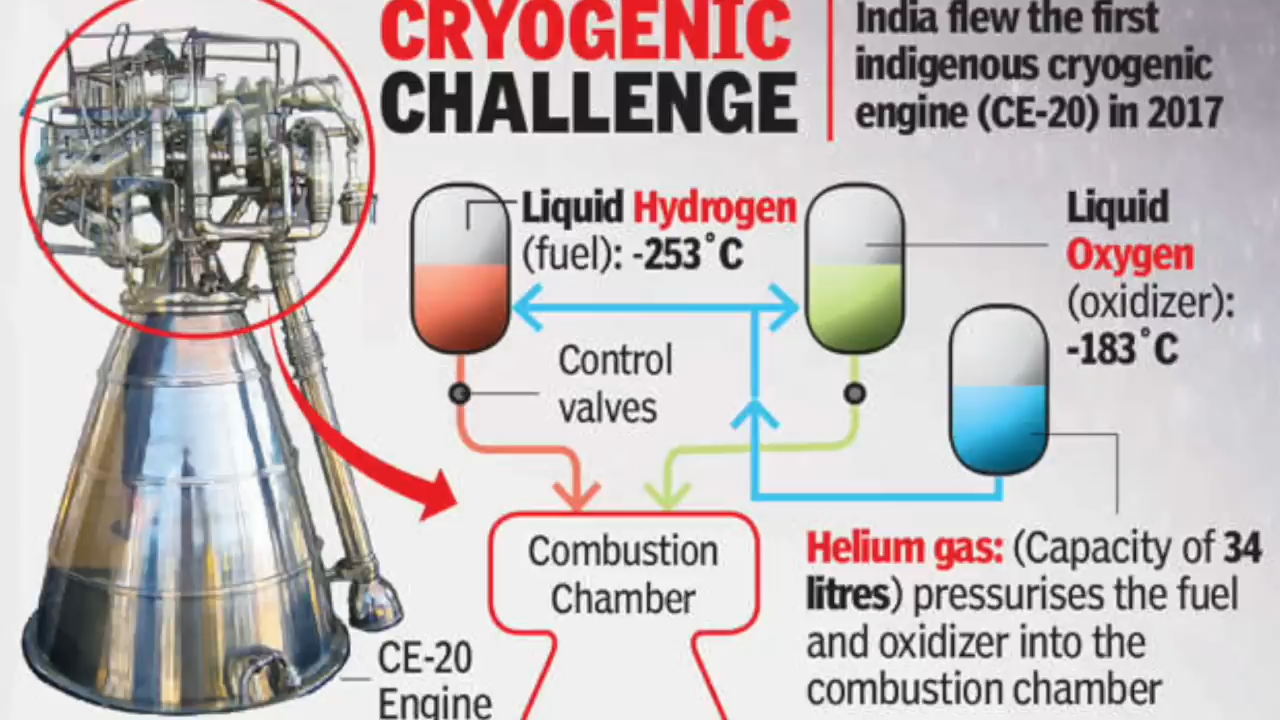 CRYOGENIC
CHALLENGE
India flew the first
indigenous cryogenic
engine (CE-20) in 2017
Liquid Hydrogen
(fuel): -253˚C
Liquid
Oxygen
(oxidizer):
-183˚C
Control
valves
Combustion
Chamber
Helium gas: (Capacity of 34
litres) pressurises the fuel
and oxidizer into the
combustion chamber
CE-20
Engine